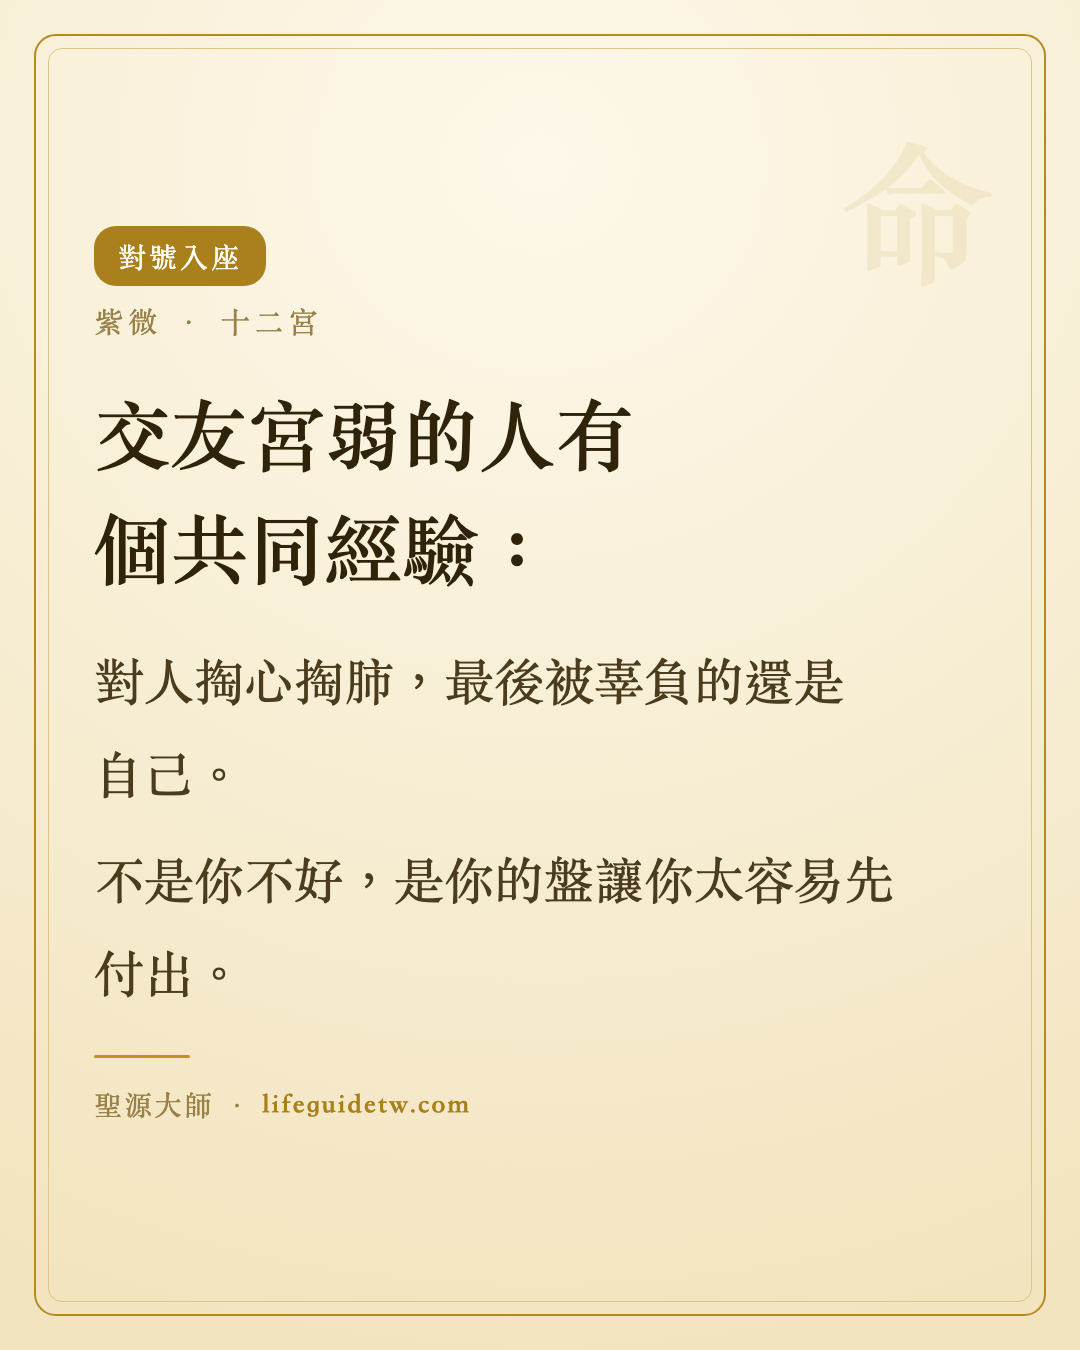 命
對號入座
紫微 · 十二宮
交友宮弱的人有
個共同經驗：
對人掏心掏肺，最後被辜負的還是
自己。
不是你不好，是你的盤讓你太容易先
付出。
聖源大師 · lifeguidetw.com